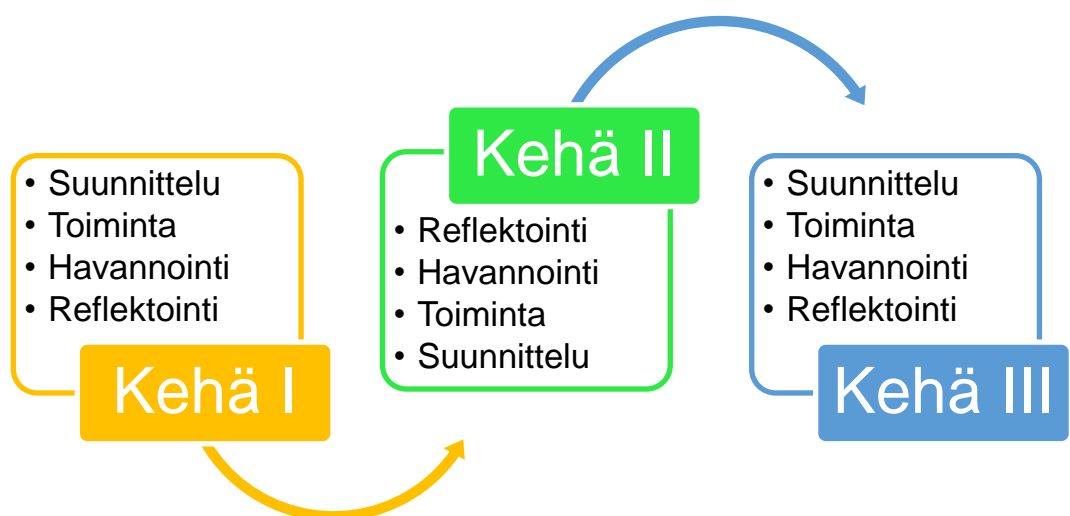 • Suunnittelu
• Toiminta
• Havannointi
• Reflektointi
Kehä I
Kehä II
• Reflektointi
• Havannointi
• Toiminta
• Suunnittelu
• Suunnittelu
• Toiminta
• Havannointi
• Reflektointi
Kehä III